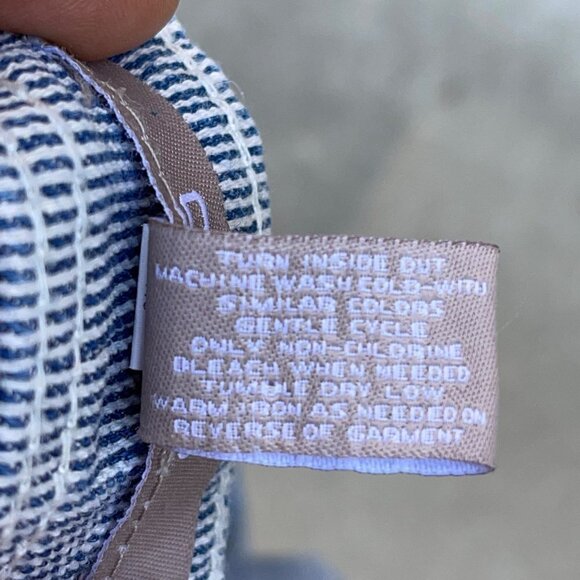 TURN INSIDE OUT
MACHINE WASH COLD-WITH
SIMILAR COLORS
GENTLE CYCLE
ONLY NON-CHLORINE
BLEACH WHEN NEEDED
TUMBLE DRY LOW
WARM IRON AS NEEDED ON
REVERSE OF GARMENT